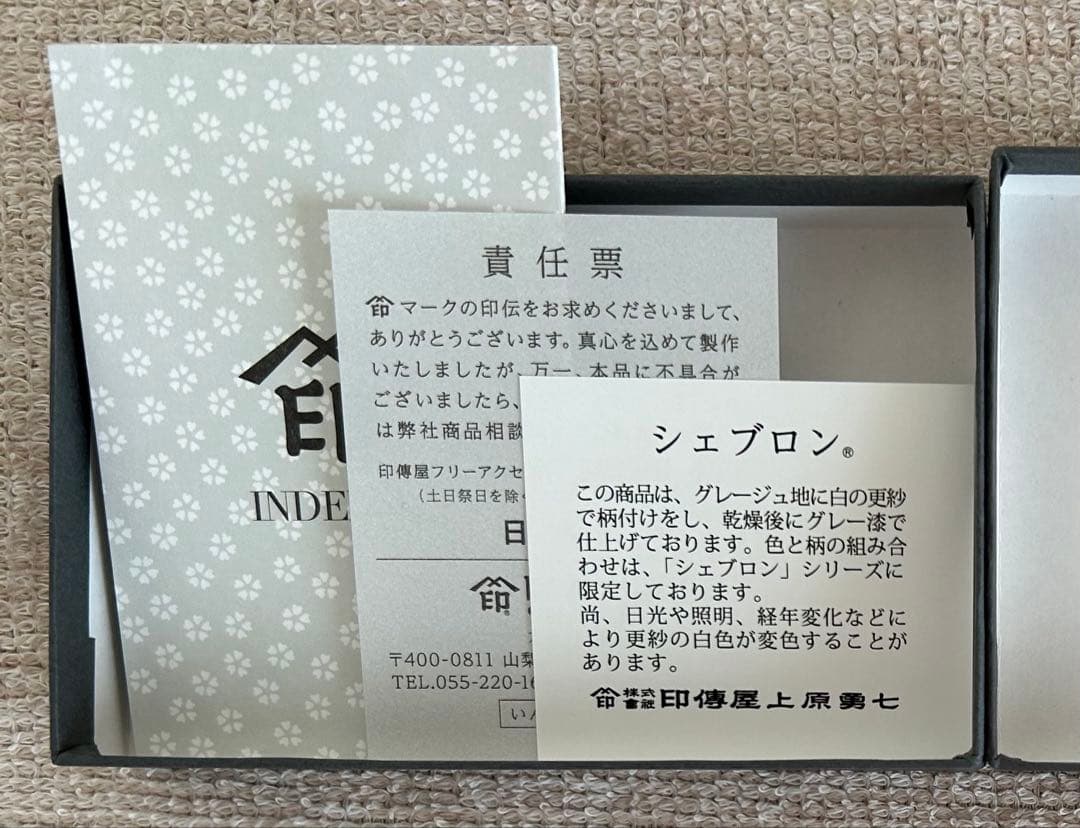 印
INDE
責任票
印マークの印伝をお求めくださいまして、
ありがとうございます。真心を込めて製作
いたしましたが、万一、本品に不具合が
ございましたら、
は弊社商品相談
印傳屋フリーアクセ
(土日祭日を除く
日
印
〒400-0811 山梨
TEL.055-220-16
シェブロン®
この商品は、グレージュ地に白の更紗
で柄付けをし、乾燥後にグレー漆で
仕上げております。色と柄の組み合
わせは、「シェブロン」シリーズに
限定しております。
尚、日光や照明、経年変化などに
より更紗の白色が変色することが
あります。
印 株式會社 印傳屋上原勇七